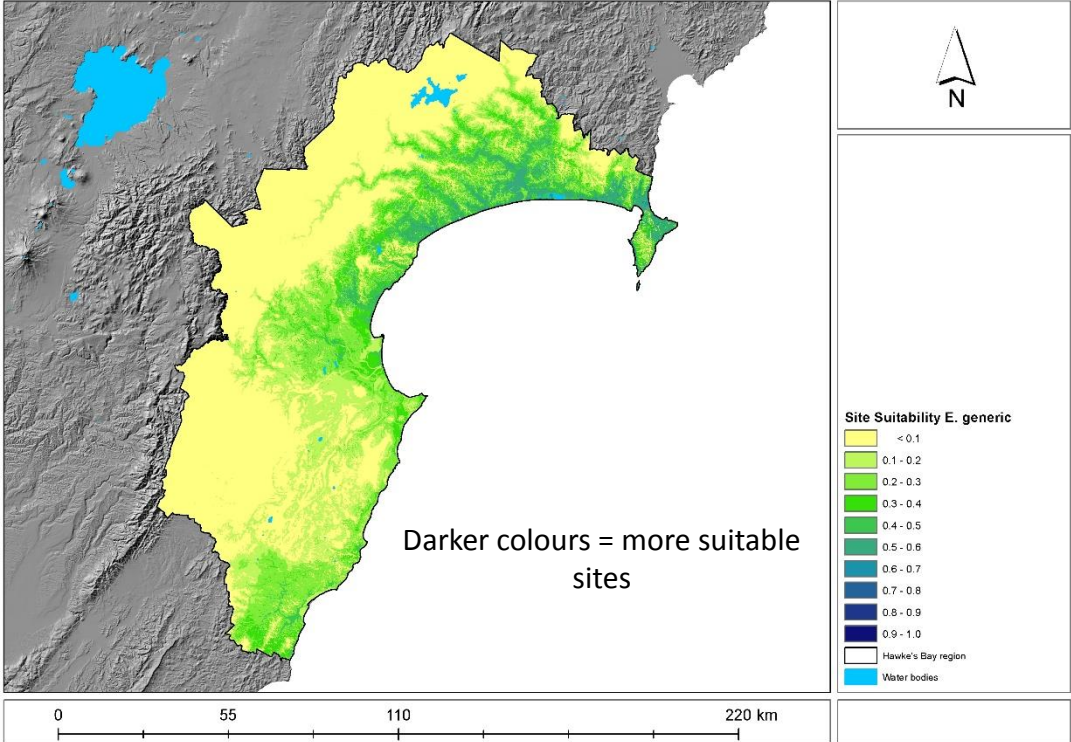 N
Darker colours = more suitable
sites
Site Suitability E. generic
< 0.1
0.1 - 0.2
0.2 - 0.3
0.3 - 0.4
0.4 - 0.5
0.5 - 0.6
0.6 - 0.7
0.7 - 0.8
0.8 - 0.9
0.9 - 1.0
Hawke's Bay region
Water bodies
0 55 110 220 km